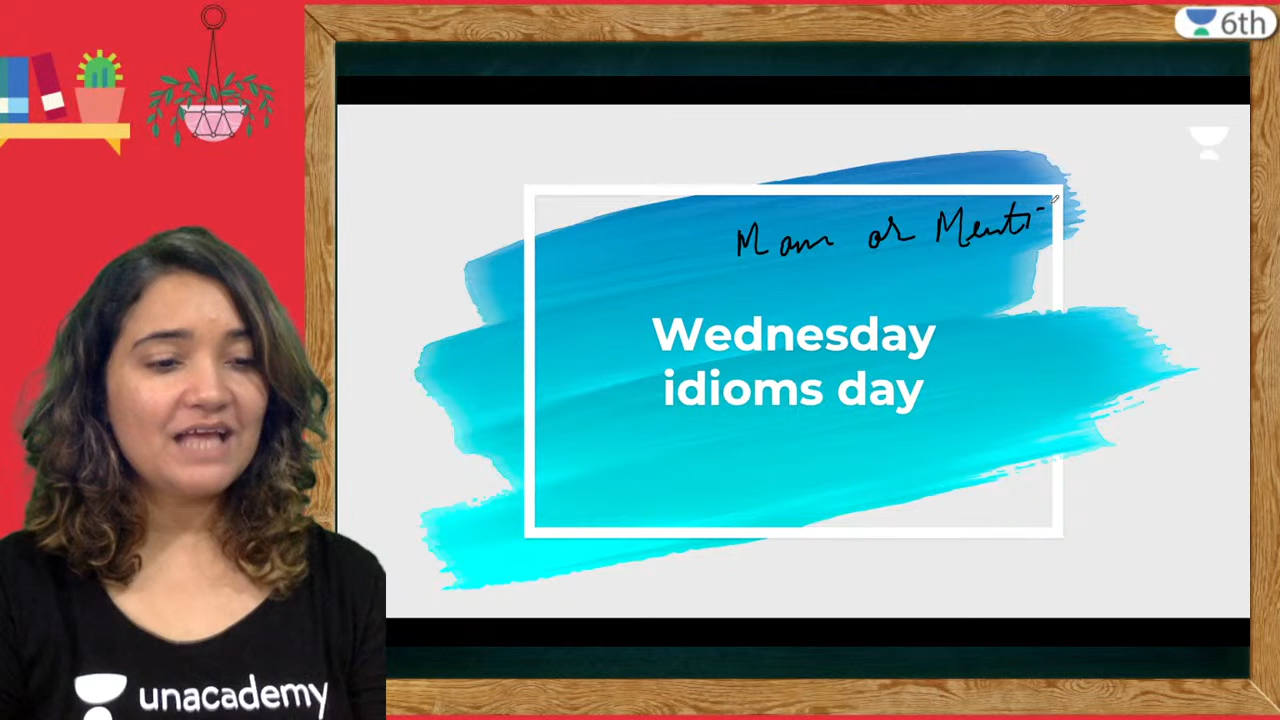 6th
Mam or Menti
Wednesday
idioms day
unacademy